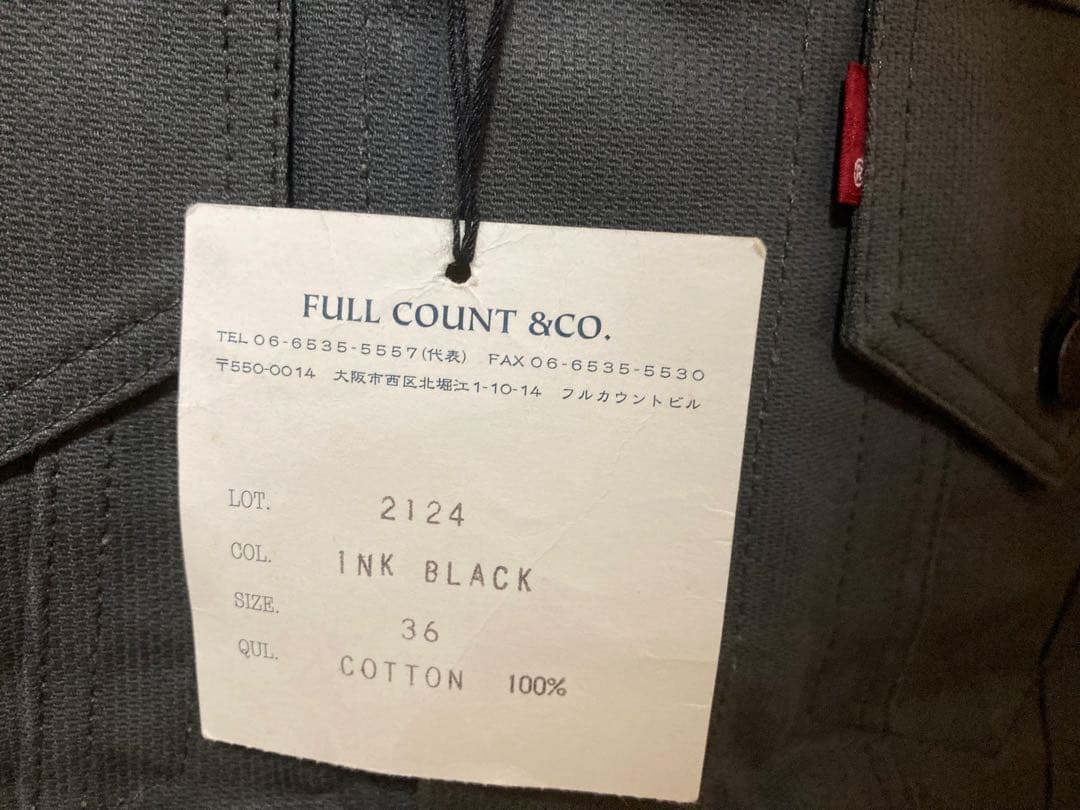 FULL COUNT &CO.
TEL 06-6535-5557(代表) FAX 06-6535-5530
〒550-0014 大阪市西区北堀江1-10-14 フルカウントビル
LOT. 2124
COL. INK BLACK
SIZE. 36
QUL. COTTON 100%
®